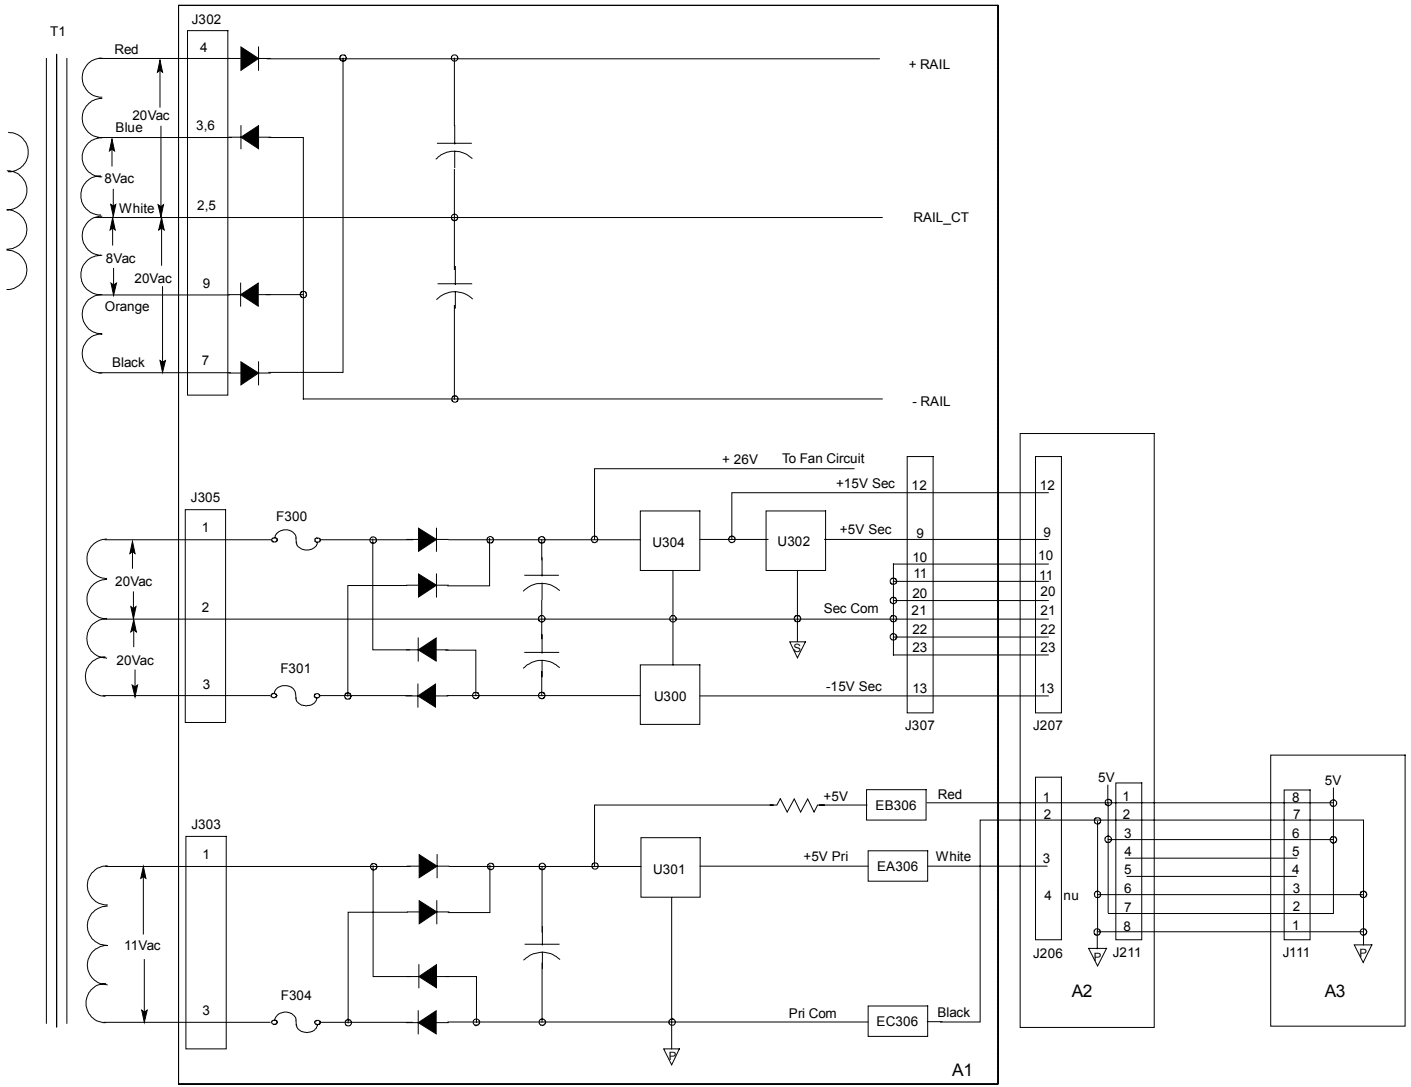 T1
J302
Red
4
+ RAIL
20Vac
Blue
3,6
8Vac
White
2,5
RAIL_CT
8Vac
20Vac
9
Orange
Black
7
- RAIL
+ 26V
To Fan Circuit
+15V Sec
12
12
J305
1
F300
U304
U302
+5V Sec
9
9
10
10
11
11
20Vac
20
20
2
Sec Com
21
21
S
22
22
23
23
20Vac
3
F301
U300
-15V Sec
13
13
J307
J207
+5V
EB306
Red
1
2
5V
1
2
3
4
5
6
7
8
8
7
6
5
4
3
2
1
5V
J303
1
U301
+5V Pri
EA306
White
3
4
nu
11Vac
J206
P
J211
J111
P
A2
A3
3
F304
Pri Com
EC306
Black
P
A1